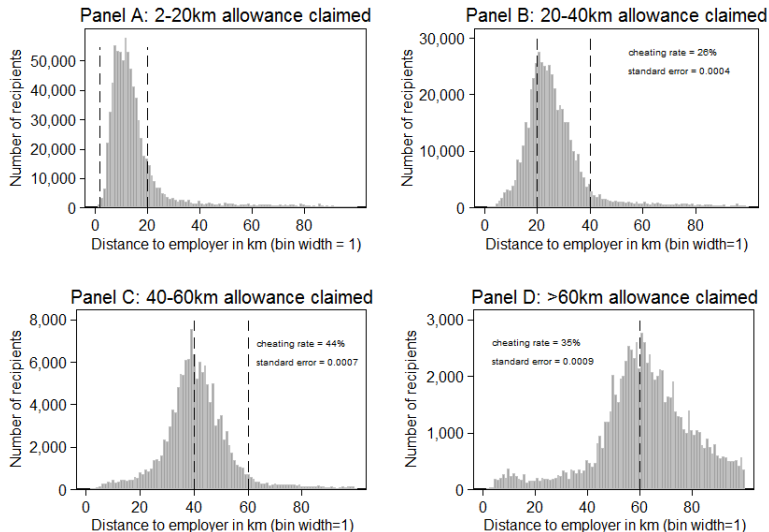 Panel A: 2-20km allowance claimed
Number of recipients
50,000
40,000
30,000
20,000
10,000
0
0 20 40 60 80
Distance to employer in km (bin width = 1)
Panel B: 20-40km allowance claimed
cheating rate = 26%
standard error = 0.0004
Number of recipients
30,000
20,000
10,000
0
0 20 40 60 80
Distance to employer in km (bin width=1)
Panel C: 40-60km allowance claimed
cheating rate = 44%
standard error = 0.0007
Number of recipients
8,000
6,000
4,000
2,000
0
0 20 40 60 80
Distance to employer in km (bin width=1)
Panel D: >60km allowance claimed
cheating rate = 35%
standard error = 0.0009
Number of recipients
3,000
2,000
1,000
0
0 20 40 60 80
Distance to employer in km (bin width=1)